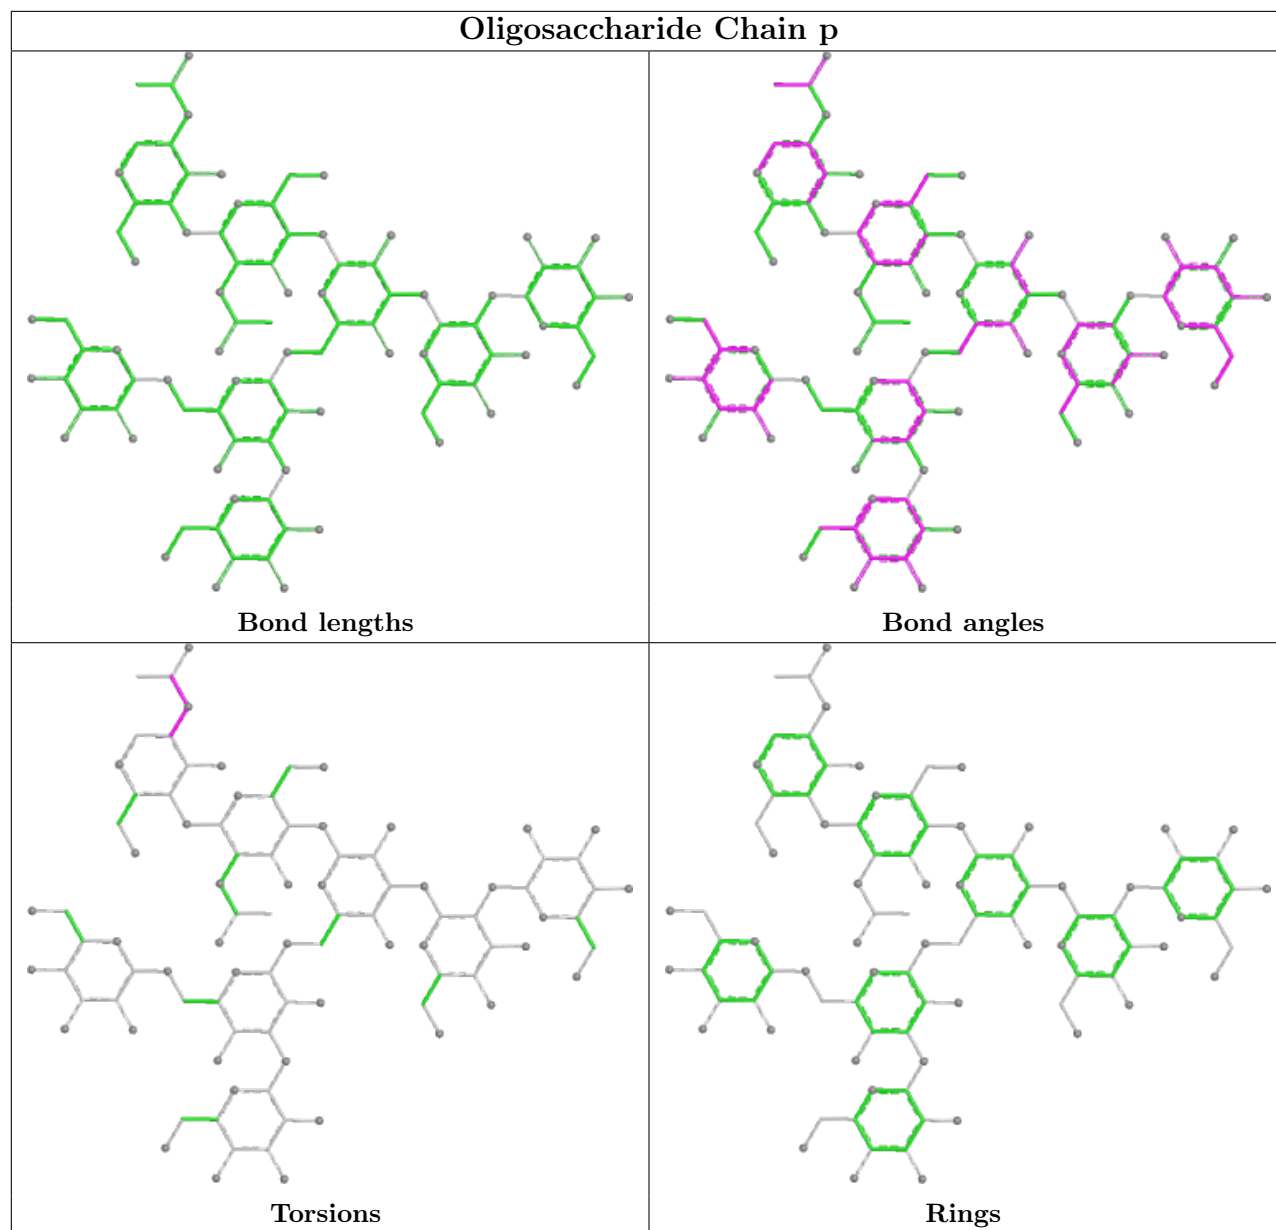 Oligosaccharide Chain p
Bond lengths
Bond angles
Torsions
Rings